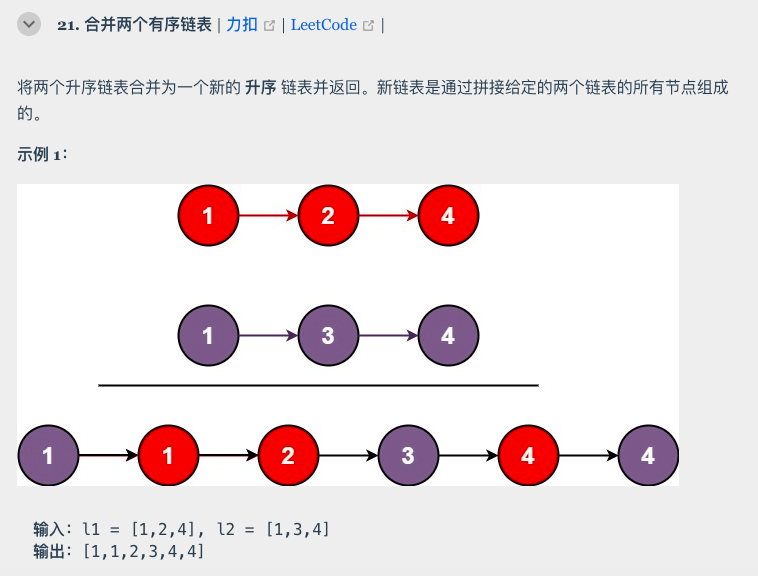 21. 合并两个有序链表 | 力扣 | LeetCode |
将两个升序链表合并为一个新的 升序 链表并返回。新链表是通过拼接给定的两个链表的所有节点组成
的。
示例 1：
1 2 4
1 3 4
1 1 2 3 4 4
输入：l1 = [1,2,4], l2 = [1,3,4]
输出：[1,1,2,3,4,4]